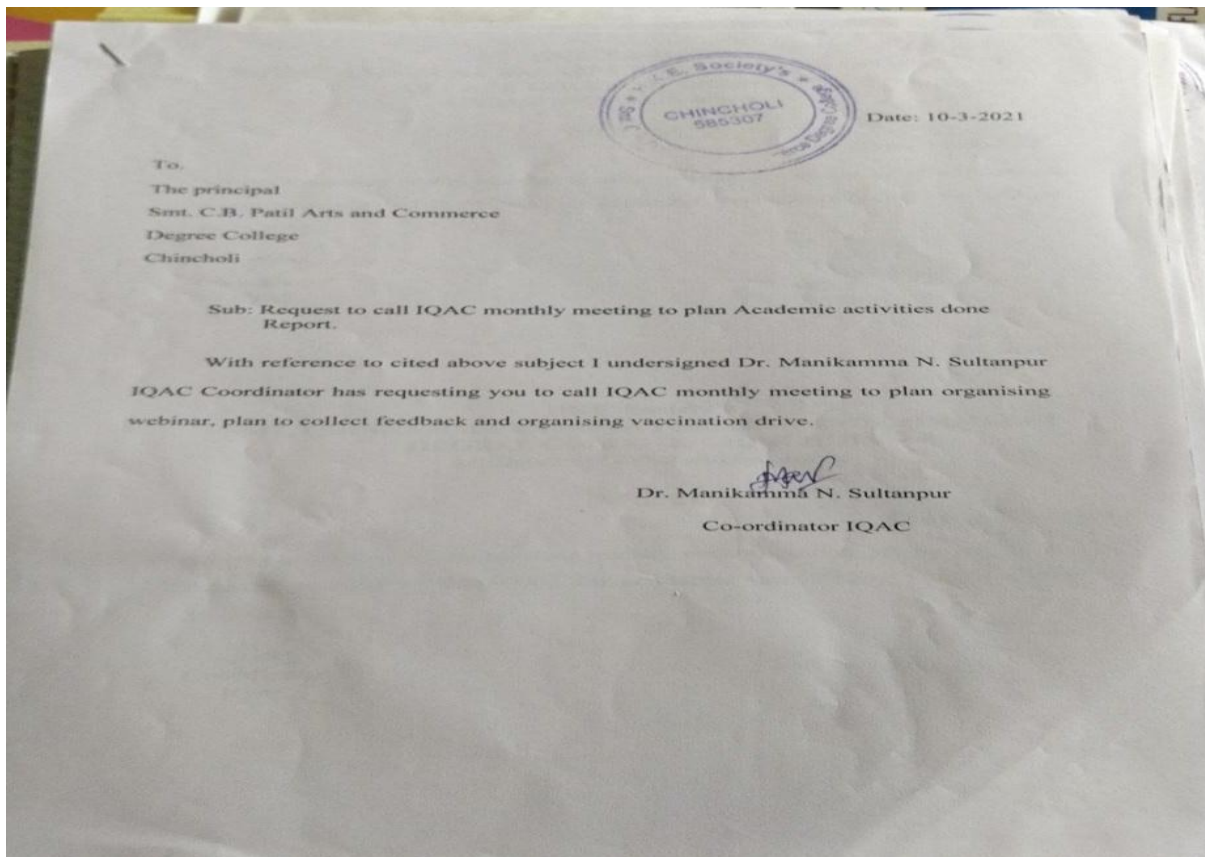 Society's
CHINCHOLI
585307
Degree College
Date: 10-3-2021
To.
The principal
Smt. C.B. Patil Arts and Commerce
Degree College
Chincholi
Sub: Request to call IQAC monthly meeting to plan Academic activities done
Report.
With reference to cited above subject I undersigned Dr. Manikamma N. Sultanpur
IQAC Coordinator has requesting you to call IQAC monthly meeting to plan organising
webinar, plan to collect feedback and organising vaccination drive.
Dr. Manikamma N. Sultanpur
Co-ordinator IQAC